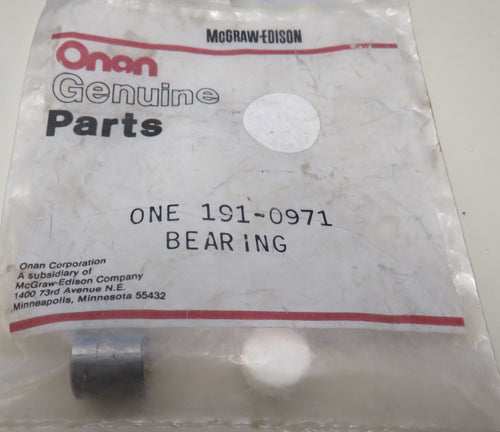 McGRAW-EDISON
Onan
Genuine
Parts
ONE 191-0971
BEARING
Onan Corporation
A subsidiary of
McGraw-Edison Company
1400 73rd Avenue N.E.
Minneapolis, Minnesota 55432